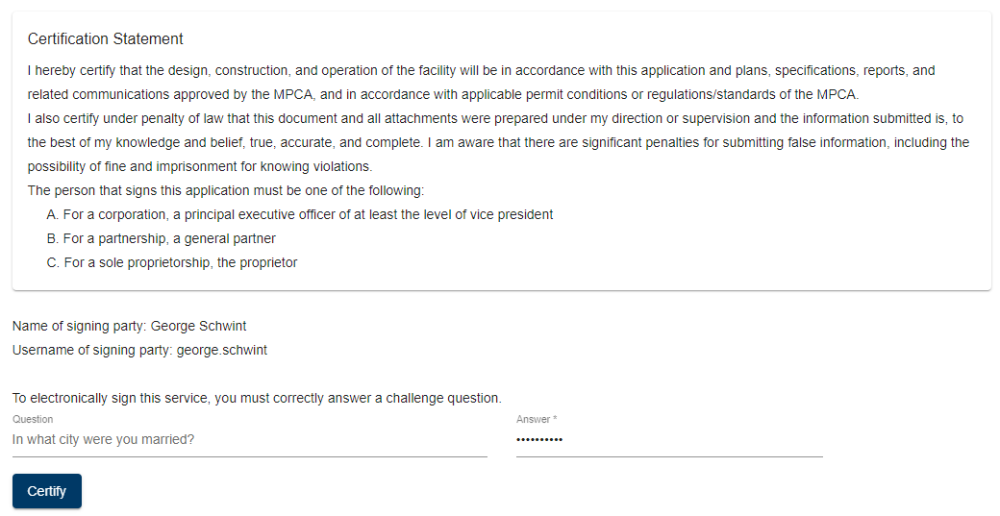 Certification Statement
I hereby certify that the design, construction, and operation of the facility will be in accordance with this application and plans, specifications, reports, and
related communications approved by the MPCA, and in accordance with applicable permit conditions or regulations/standards of the MPCA.
I also certify under penalty of law that this document and all attachments were prepared under my direction or supervision and the information submitted is, to
the best of my knowledge and belief, true, accurate, and complete. I am aware that there are significant penalties for submitting false information, including the
possibility of fine and imprisonment for knowing violations.
The person that signs this application must be one of the following:
A. For a corporation, a principal executive officer of at least the level of vice president
B. For a partnership, a general partner
C. For a sole proprietorship, the proprietor
Name of signing party: George Schwint
Username of signing party: george.schwint
To electronically sign this service, you must correctly answer a challenge question.
Question
In what city were you married?
Answer *
••••••••••
Certify